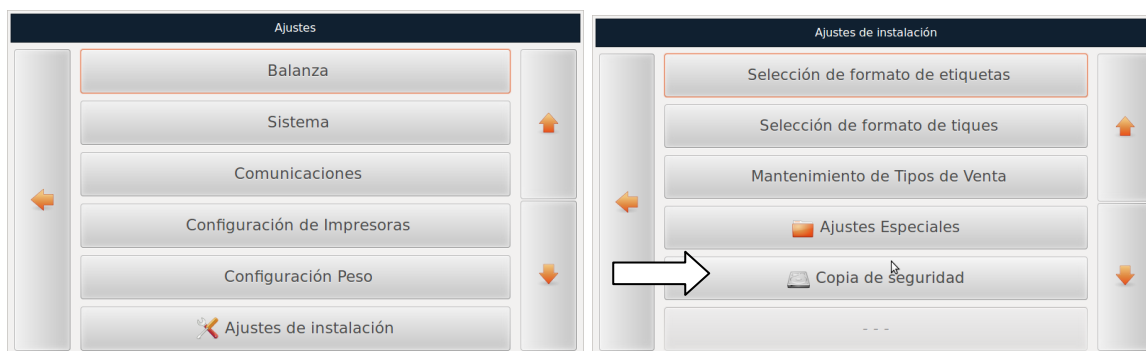 Ajustes
Balanza
Sistema
Comunicaciones
Configuración de Impresoras
Configuración Peso
Ajustes de instalación
Ajustes de instalación
Selección de formato de etiquetas
Selección de formato de tiques
Mantenimiento de Tipos de Venta
Ajustes Especiales
Copia de seguridad
- - -